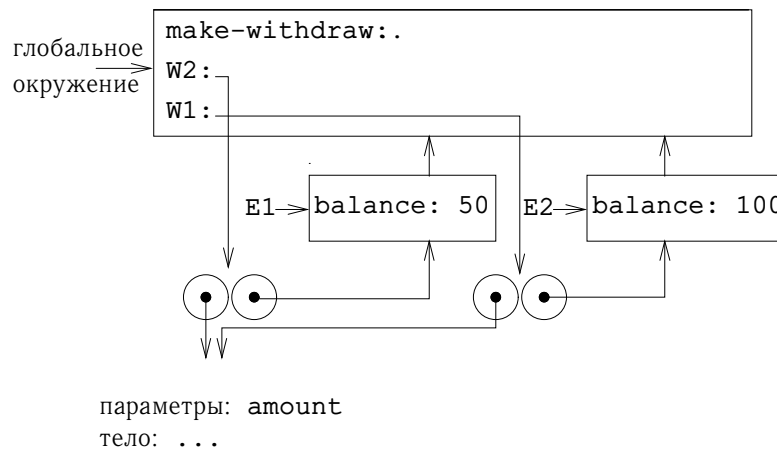 make-withdraw:.
глобальное
окружение
W2:
W1:
E1
balance: 50
E2
balance: 100
параметры: amount
тело: ...